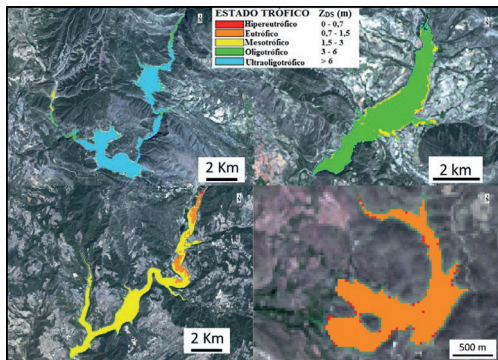 ESTADO TRÓFICO ZDS (m)
Hipereutrófico 0 - 0,7
Eutrófico 0,7 - 1,5
Mesotrófico 1,5 - 3
Oligotrófico 3 - 6
Ultraoligotrófico > 6
2 Km
2 km
2 Km
500 m